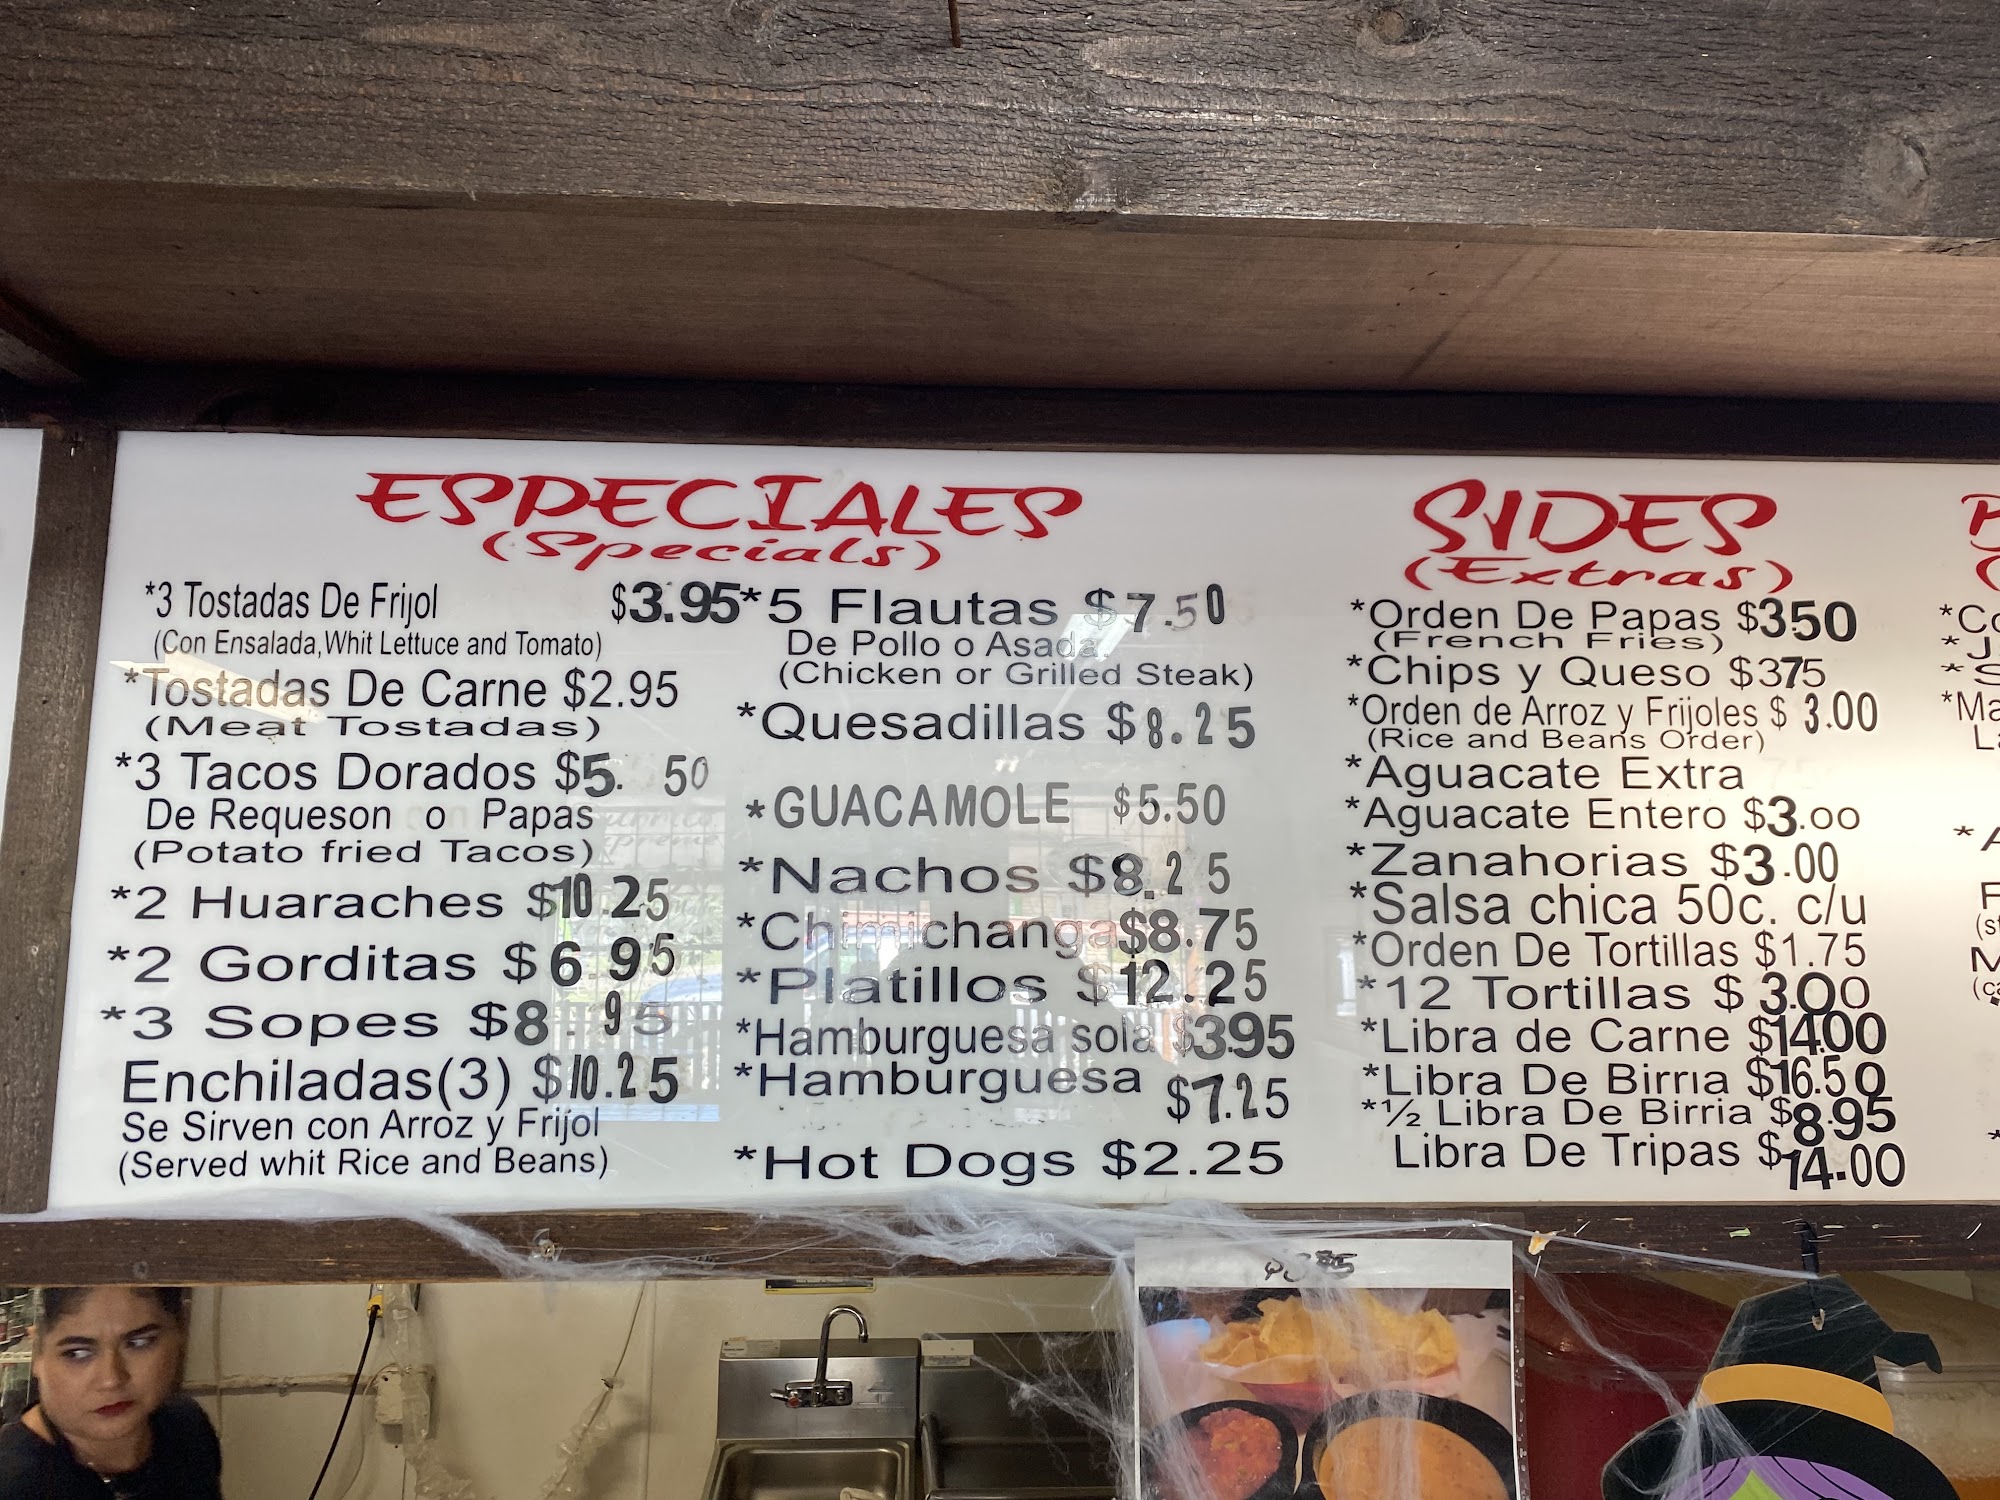 ESPECIALES
(Specials)
*3 Tostadas De Frijol $3.95
(Con Ensalada,Whit Lettuce and Tomato)
*Tostadas De Carne $2.95
(Meat Tostadas)
*3 Tacos Dorados $5. 50
De Requeson o Papas
(Potato fried Tacos)
*2 Huaraches $10.25
*2 Gorditas $6.95
*3 Sopes $8.95
Enchiladas(3) $10.25
Se Sirven con Arroz y Frijol
(Served whit Rice and Beans)
*5 Flautas $7.50
De Pollo o Asada.
(Chicken or Grilled Steak)
*Quesadillas $8.25
*GUACAMOLE $5.50
*Nachos $8.25
*Chimichanga $8.75
*Platillos $12.25
*Hamburguesa sola $395
*Hamburguesa $7.25
*Hot Dogs $2.25
SIDES
(Extras)
*Orden De Papas $350
(French Fries)
*Chips y Queso $375
*Orden de Arroz y Frijoles $ 3.00
(Rice and Beans Order)
*Aguacate Extra
*Aguacate Entero $3.00
*Zanahorias $3.00
*Salsa chica 50c. c/u
*Orden De Tortillas $1.75
*12 Tortillas $ 3.00
*Libra de Carne $14.00
*Libra De Birria $16.50
*½ Libra De Birria $8.95
Libra De Tripas $14.00